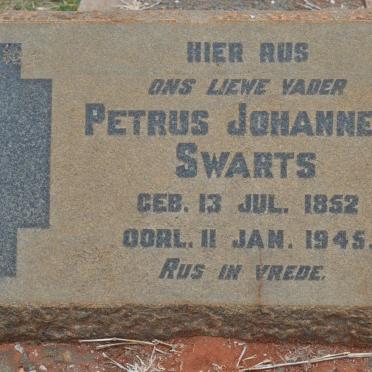 HIER RUS
ONS LIEWE VADER
PETRUS JOHANNE
SWARTS
GEB. 13 JUL. 1852
OORL. 11 JAN. 1945.
RUS IN VREDE.